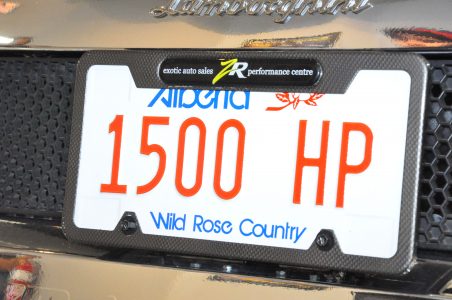 Lamborghini
exotic auto sales ZR performance centre
Alberta
1500 HP
Wild Rose Country